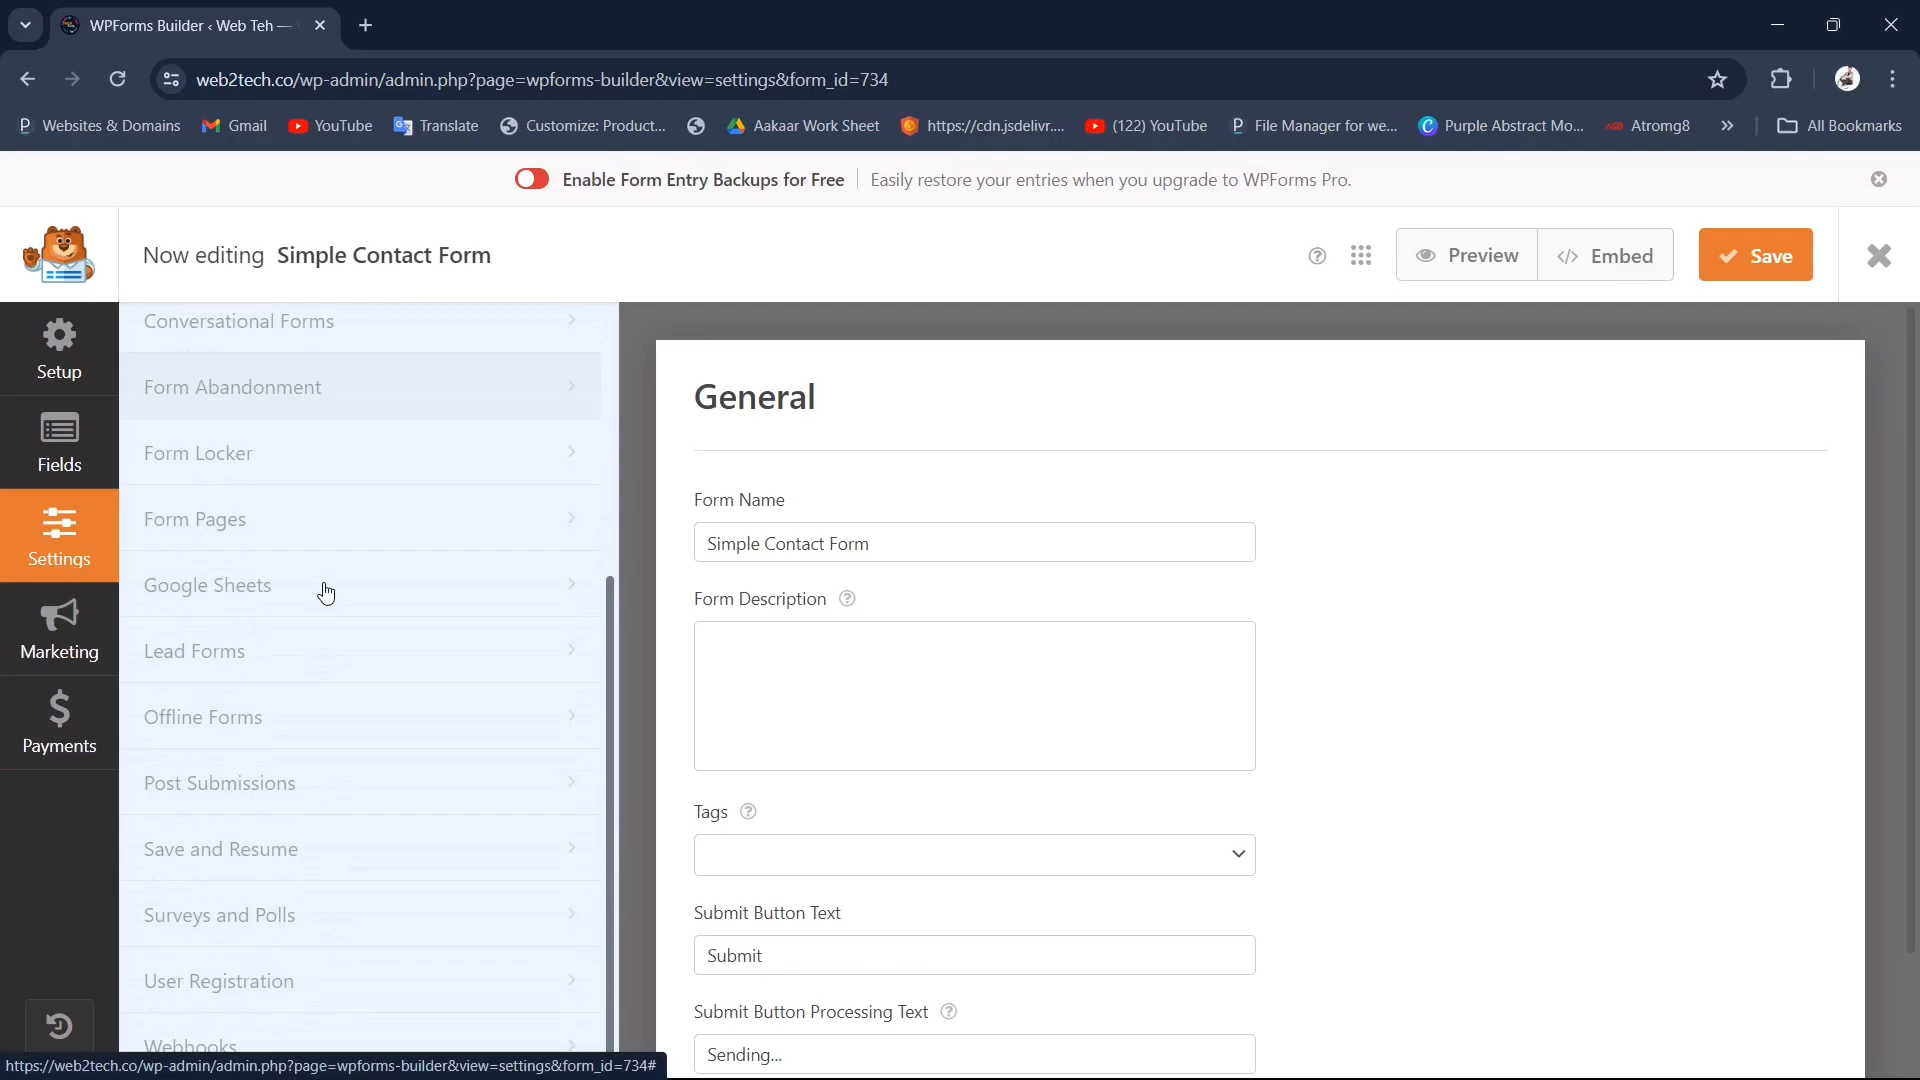 WPForms Builder ‹ Web Teh —
web2tech.co/wp-admin/admin.php?page=wpforms-builder&view=settings&form_id=734
Websites & Domains
Gmail
YouTube
Translate
Customize: Product...
Aakaar Work Sheet
https://cdn.jsdelivr....
(122) YouTube
File Manager for we...
Purple Abstract Mo...
Atromg8
»
All Bookmarks
Enable Form Entry Backups for Free
Easily restore your entries when you upgrade to WPForms Pro.
Now editing Simple Contact Form
Preview
</> Embed
Save
Setup
Fields
Settings
Marketing
Payments
Conversational Forms
Form Abandonment
Form Locker
Form Pages
Google Sheets
Lead Forms
Offline Forms
Post Submissions
Save and Resume
Surveys and Polls
User Registration
Webhooks
General
Form Name
Simple Contact Form
Form Description
Tags
Submit Button Text
Submit
Submit Button Processing Text
Sending...
https://web2tech.co/wp-admin/admin.php?page=wpforms-builder&view=settings&form_id=734#